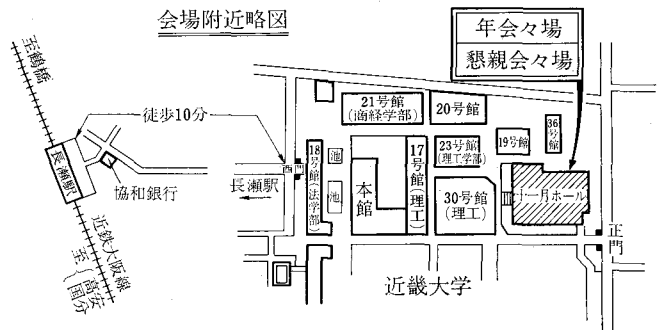 会場附近略図
年会々場
懇親会々場
至鶴橋
徒歩10分
長瀬駅
協和銀行
近鉄大阪線
至{高安
国分
西門
長瀬駅
18号館(法学部)
池
池
21号館
(商経学部)
20号館
本館
17号館(理工)
23号館
(理工学部)
19号館
36号館
30号館
(理工)
十一月ホール
正門
近畿大学